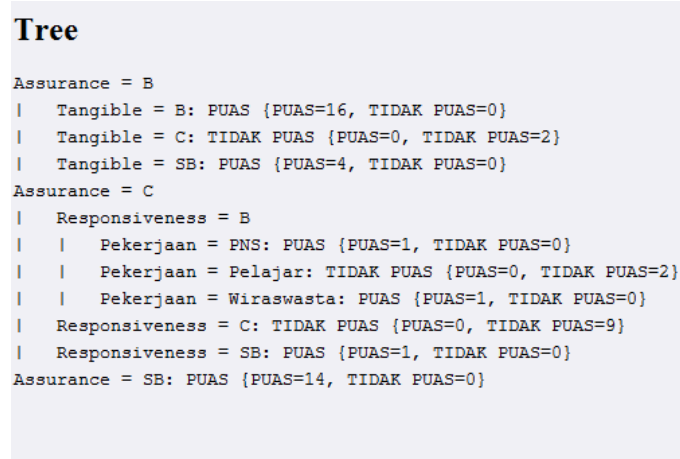 Tree
Assurance = B
|   Tangible = B: PUAS {PUAS=16, TIDAK PUAS=0}
|   Tangible = C: TIDAK PUAS {PUAS=0, TIDAK PUAS=2}
|   Tangible = SB: PUAS {PUAS=4, TIDAK PUAS=0}
Assurance = C
|   Responsiveness = B
|   |   Pekerjaan = PNS: PUAS {PUAS=1, TIDAK PUAS=0}
|   |   Pekerjaan = Pelajar: TIDAK PUAS {PUAS=0, TIDAK PUAS=2}
|   |   Pekerjaan = Wiraswasta: PUAS {PUAS=1, TIDAK PUAS=0}
|   Responsiveness = C: TIDAK PUAS {PUAS=0, TIDAK PUAS=9}
|   Responsiveness = SB: PUAS {PUAS=1, TIDAK PUAS=0}
Assurance = SB: PUAS {PUAS=14, TIDAK PUAS=0}